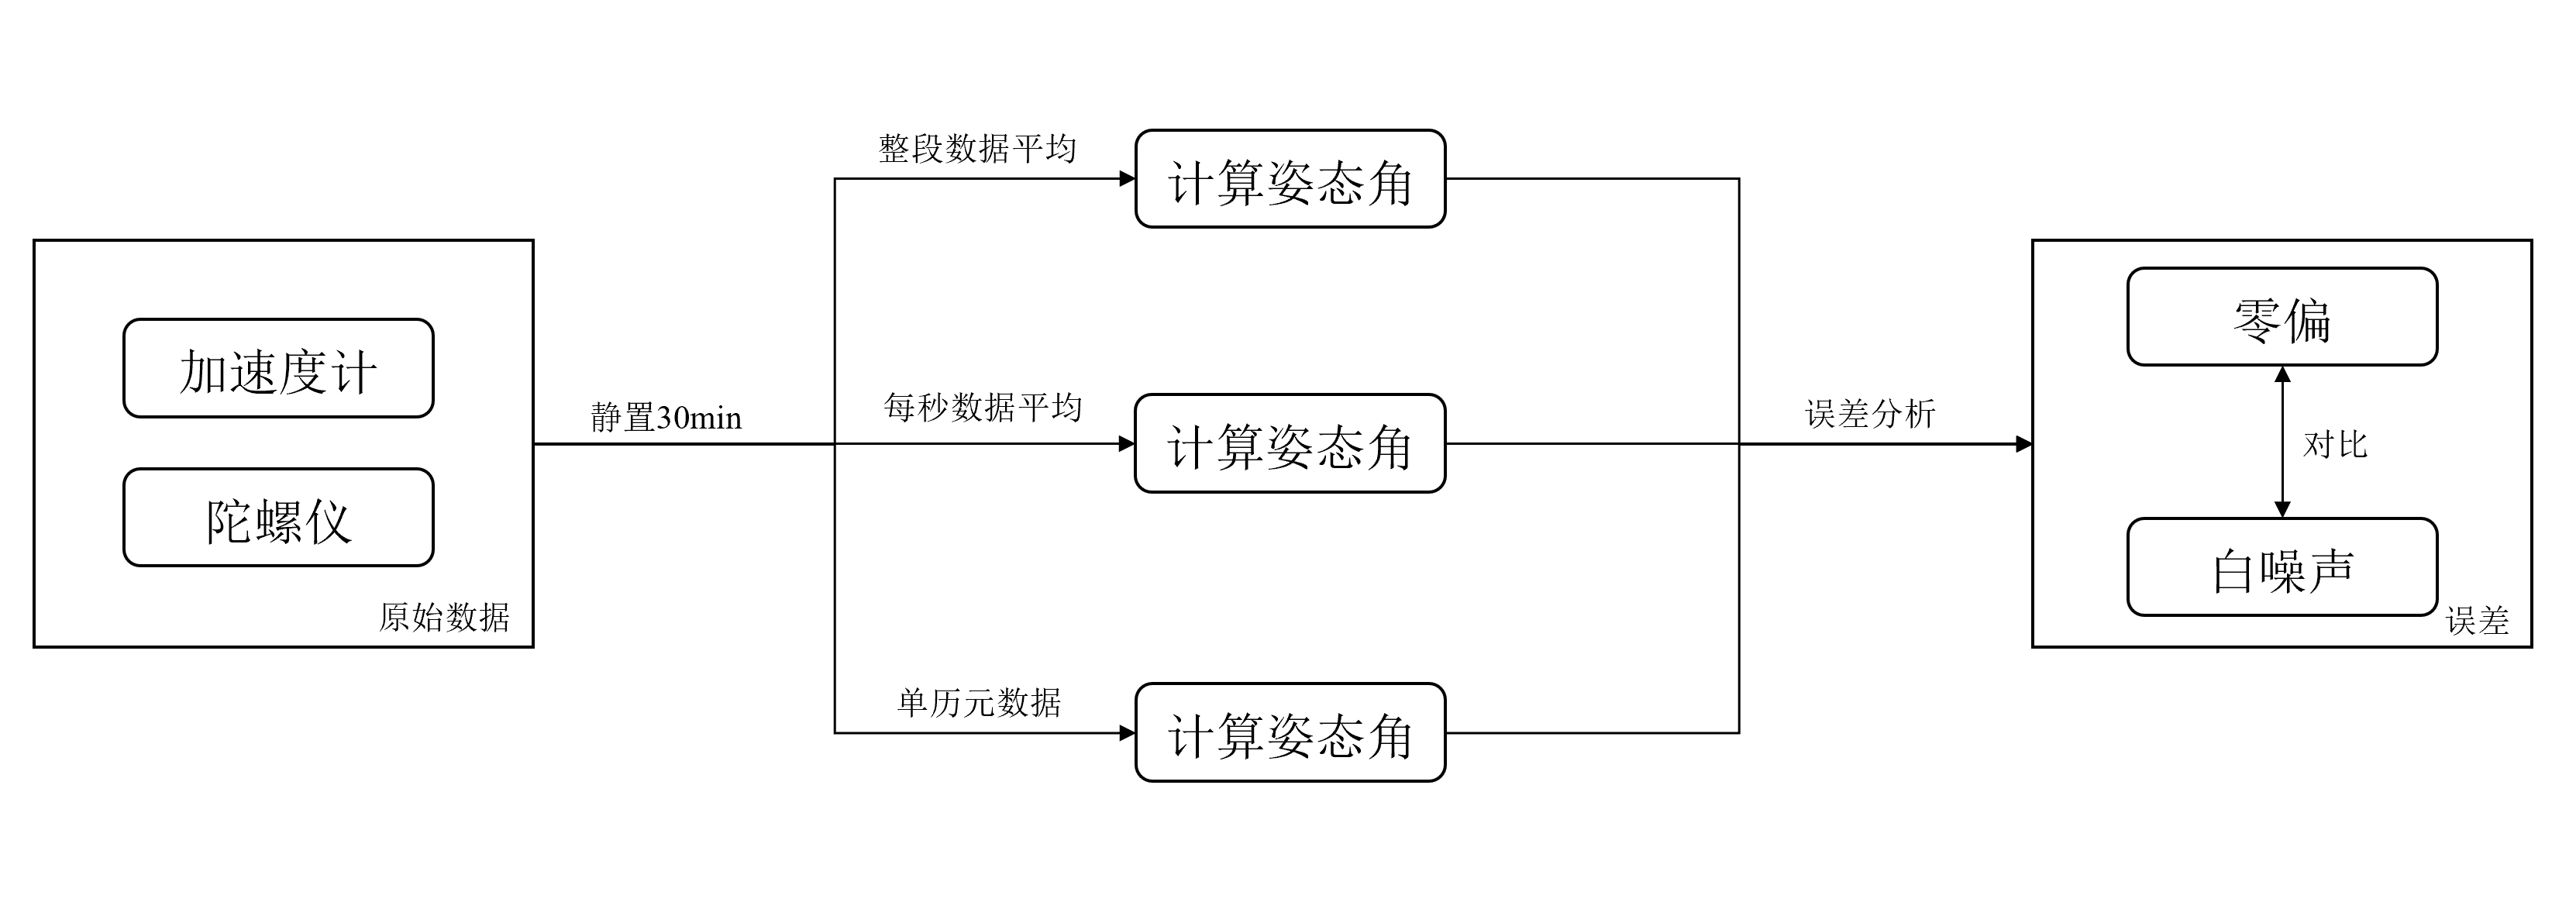 加速度计
陀螺仪
原始数据
静置30min
整段数据平均
计算姿态角
每秒数据平均
计算姿态角
单历元数据
计算姿态角
误差分析
零偏
对比
白噪声
误差